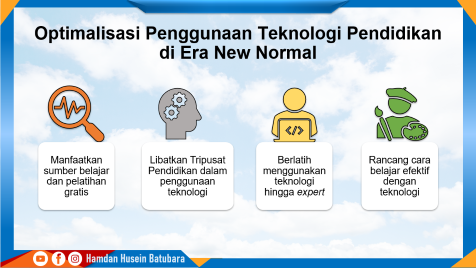 Optimalisasi Penggunaan Teknologi Pendidikan
di Era New Normal
Manfaatkan
sumber belajar
dan pelatihan
gratis
Libatkan Tripusat
Pendidikan dalam
penggunaan
teknologi
</>
Berlatih
menggunakan
teknologi
hingga expert
Rancang cara
belajar efektif
dengan
teknologi
Hamdan Husein Batubara